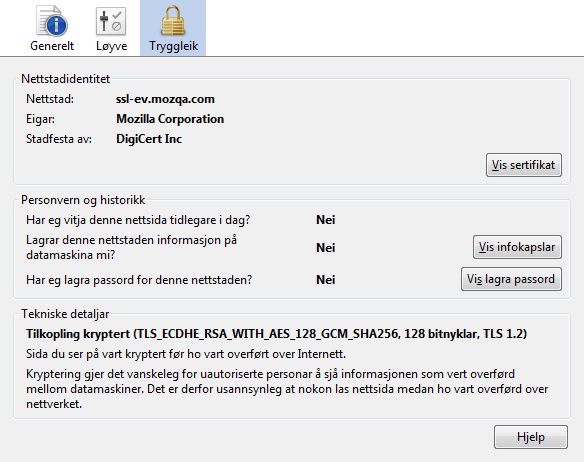 Generelt Løyve Tryggleik
Nettstadidentitet
Nettstad: ssl-ev.mozqa.com
Eigar: Mozilla Corporation
Stadfesta av: DigiCert Inc
Vis sertifikat
Personvern og historikk
Har eg vitja denne nettsida tidlegare i dag? Nei
Lagrar denne nettstaden informasjon på
datamaskina mi? Nei Vis infokapslar
Har eg lagra passord for denne nettstaden? Nei Vis lagra passord
Tekniske detaljar
Tilkopling kryptert (TLS_ECDHE_RSA_WITH_AES_128_GCM_SHA256, 128 bitnyklar, TLS 1.2)
Sida du ser på vart kryptert før ho vart overført over Internett.
Kryptering gjer det vanskeleg for uautoriserte personar å sjå informasjonen som vert overførd
mellom datamaskiner. Det er derfor usannsynleg at nokon las nettsida medan ho vart overførd over
nettverket.
Hjelp